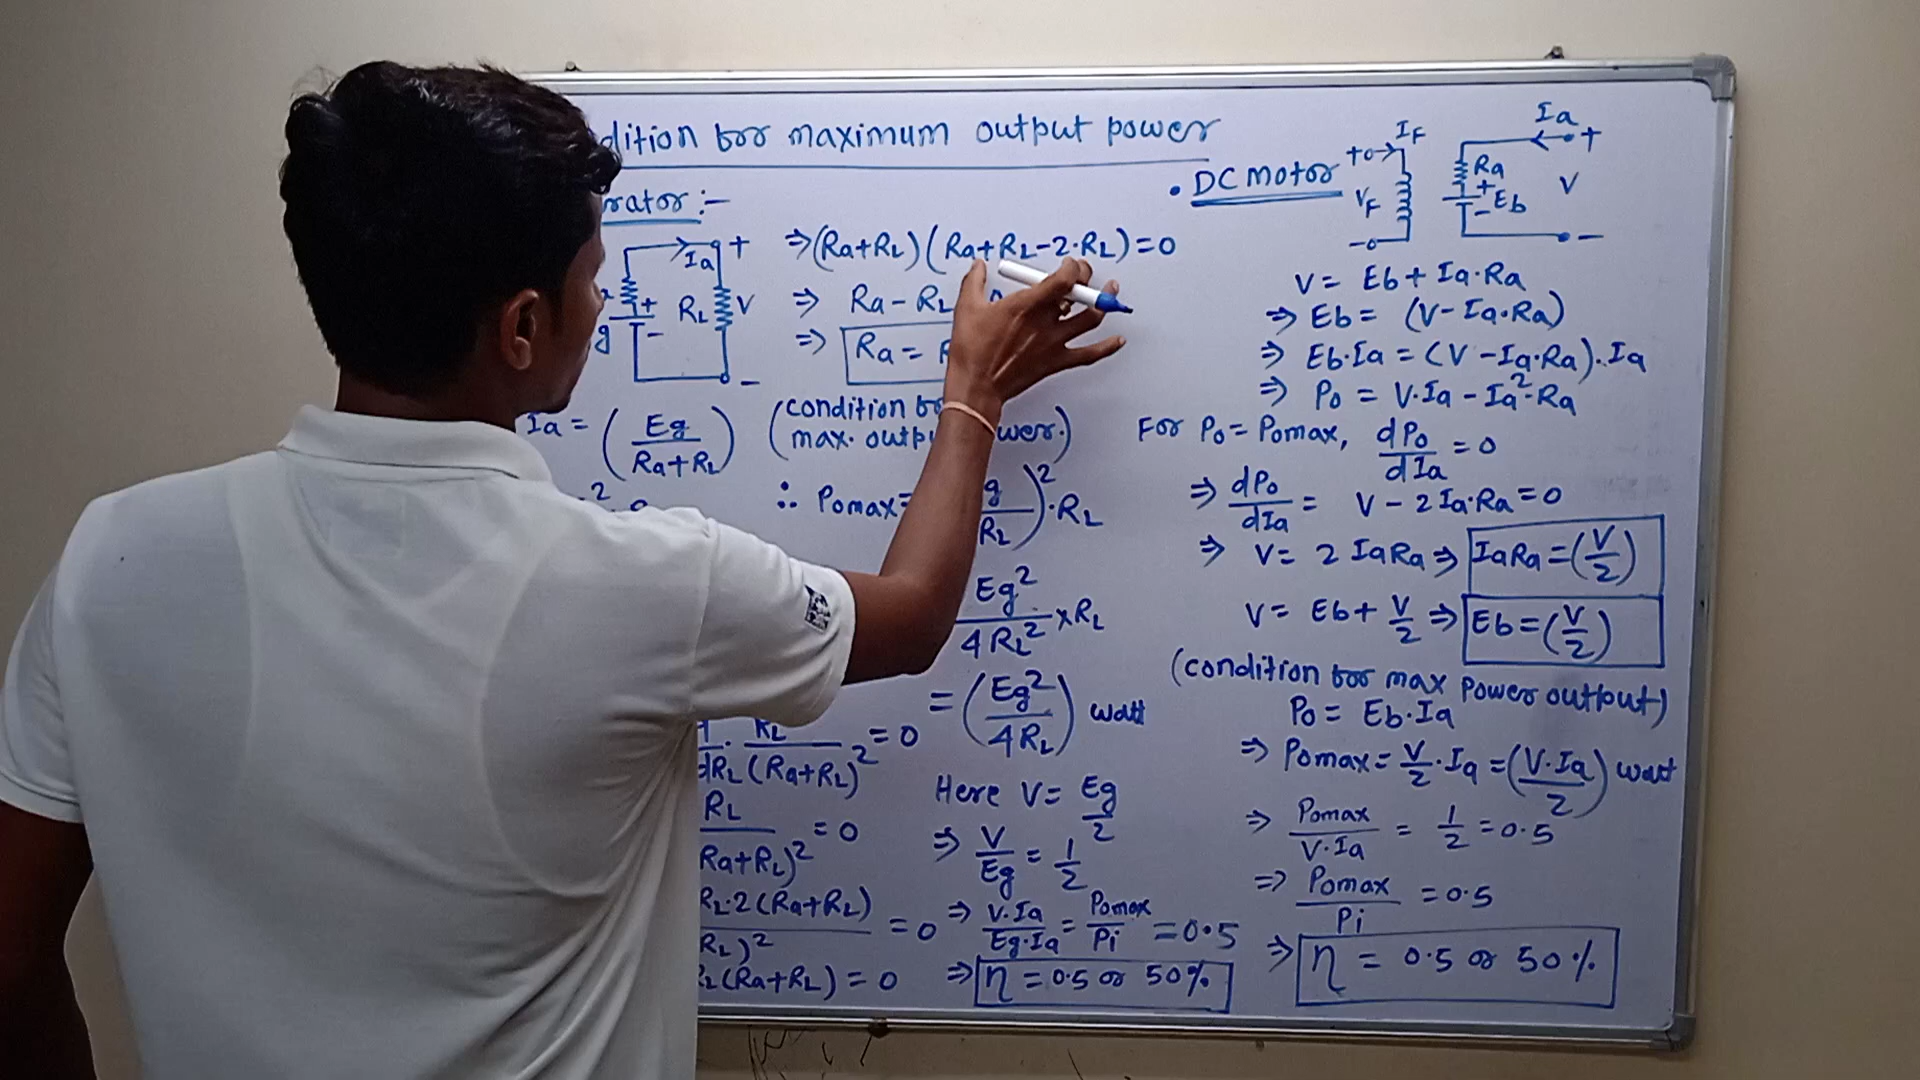 dition for maximum output power
rator :-
Ia
+
RL
V
+
-
-
g
Ia = (Eg / Ra+RL)
2
RL / (Ra+RL)² = 0
dRL
RL / Ra+RL)² = 0
RL·2(Ra+RL) / RL)² = 0
(Ra+RL) = 0
⇒ (Ra+RL) (Ra+RL-2·RL) = 0
⇒ Ra - RL
⇒ Ra =
(condition
max. outp wer.)
∴ Pomax = g / RL)²·RL
Eg² / 4RL² × RL
= (Eg² / 4RL) watt
Here V = Eg / 2
⇒ V / Eg = 1 / 2
⇒ V.Ia / Eg·Ia = Pomax / Pi = 0.5
⇒ η = 0.5 or 50%
• DC Motor
IF
+
VF
-
Ia
+
Ra
+
Eb
-
V
-
V = Eb + Ia·Ra
⇒ Eb = (V - Ia·Ra)
⇒ Eb·Ia = (V - Ia·Ra)·Ia
⇒ Po = V·Ia - Ia²·Ra
For Po = Pomax, dPo / dIa = 0
⇒ dPo / dIa = V - 2Ia·Ra = 0
⇒ V = 2 IaRa ⇒ IaRa = (V/2)
V = Eb + V/2 ⇒ Eb = (V/2)
(condition for max power output)
Po = Eb·Ia
⇒ Pomax = V/2 · Ia = (V·Ia / 2) watt
⇒ Pomax / V·Ia = 1/2 = 0.5
⇒ Pomax / Pi = 0.5
⇒ η = 0.5 or 50%